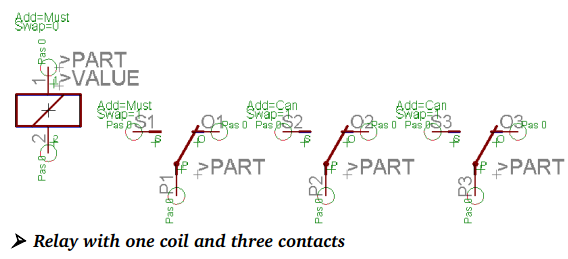 Add=Must
Swap=0
Pas 0
1
>PART
>VALUE
P
2
P
Pas 0
Add=Must
Swap=1
Pas 0
S1
S
O1
Pas 0
O
P
>PART
P1
Pas 0
Add=Can
Swap=1
Pas 0
S2
S
O2
Pas 0
O
P
>PART
P2
Pas 0
Add=Can
Swap=1
Pas 0
S3
S
O3
Pas 0
O
P
>PART
P3
Pas 0
➢ Relay with one coil and three contacts